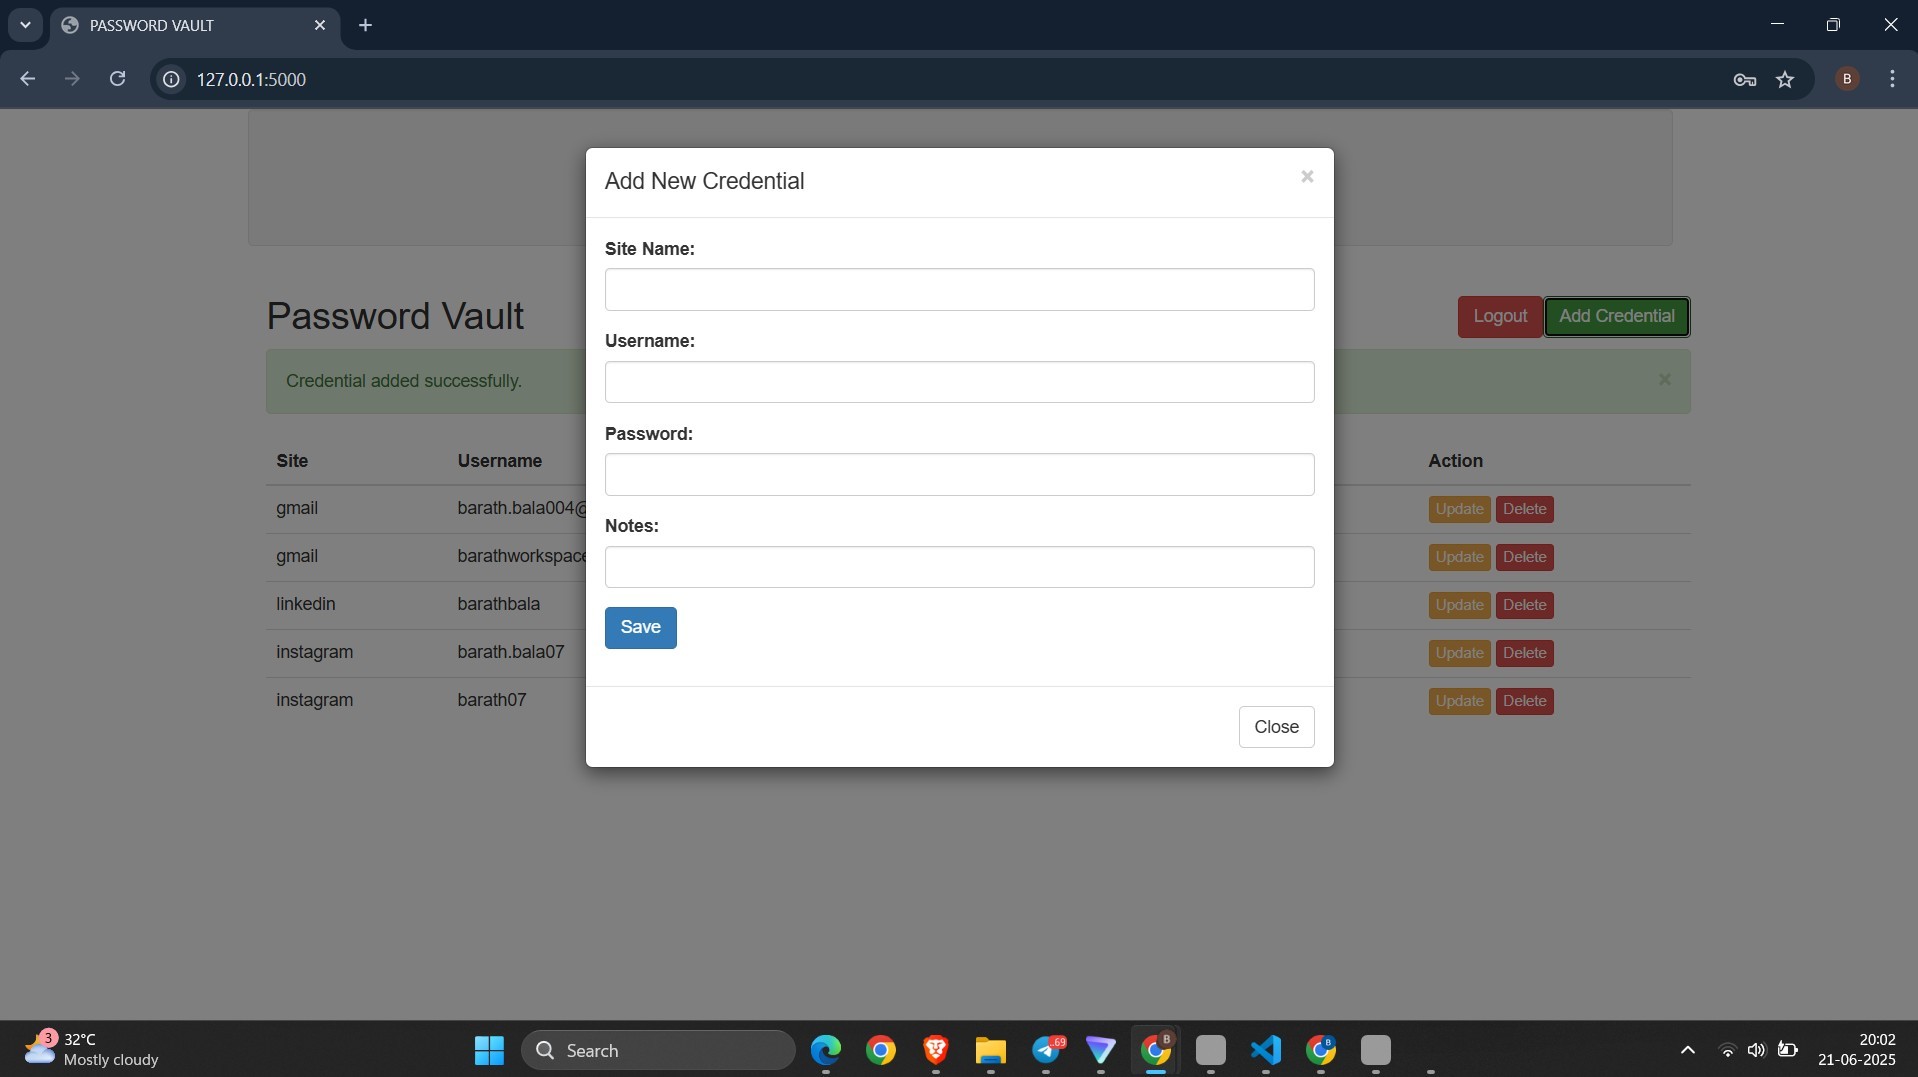 PASSWORD VAULT
127.0.0.1:5000
B
Add New Credential
×
Site Name:
Username:
Password:
Notes:
Save
Close
Password Vault
Logout
Add Credential
Credential added successfully.
×
Site Username Action
gmail barath.bala004@ Update Delete
gmail barathworkspace Update Delete
linkedin barathbala Update Delete
instagram barath.bala07 Update Delete
instagram barath07 Update Delete
3
32°C
Mostly cloudy
Search
..69
B
B
20:02
21-06-2025